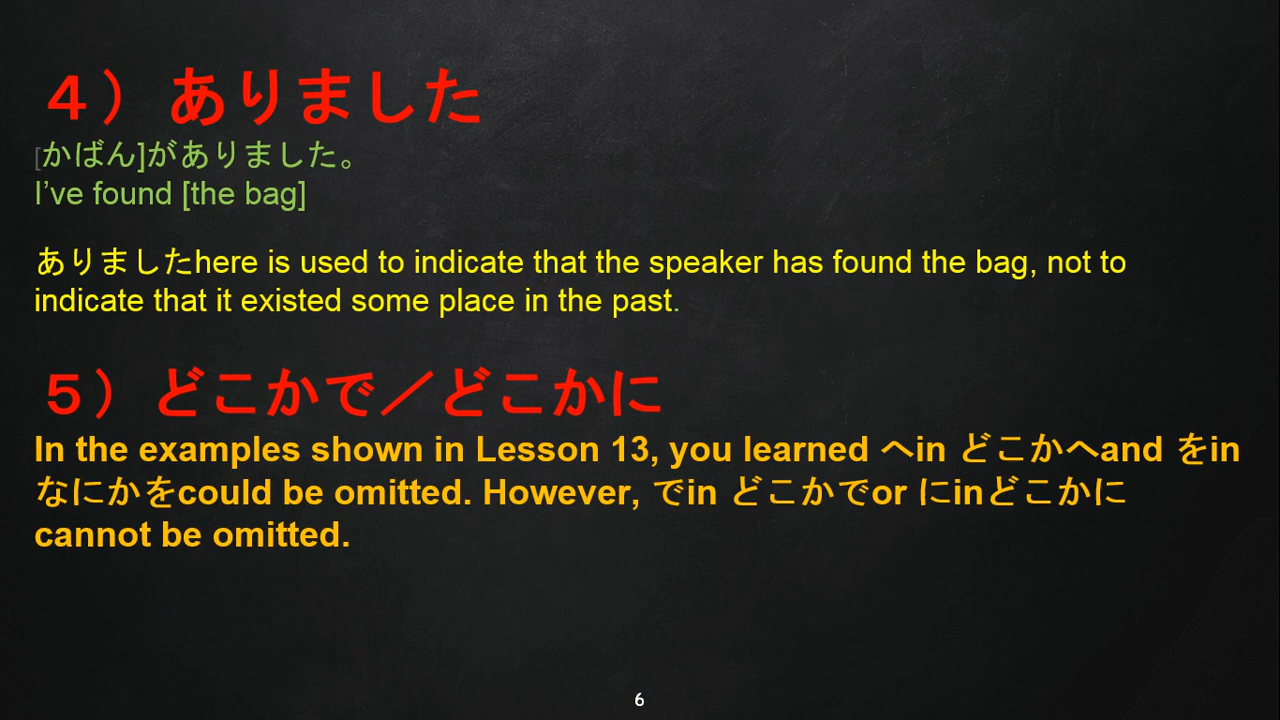 ４）ありました
[かばん]がありました。
I’ve found [the bag]
ありましたhere is used to indicate that the speaker has found the bag, not to
indicate that it existed some place in the past.
５）どこかで／どこかに
In the examples shown in Lesson 13, you learned へin どこかへand をin
なにかをcould be omitted. However, でin どこかでor にinどこかに
cannot be omitted.
6